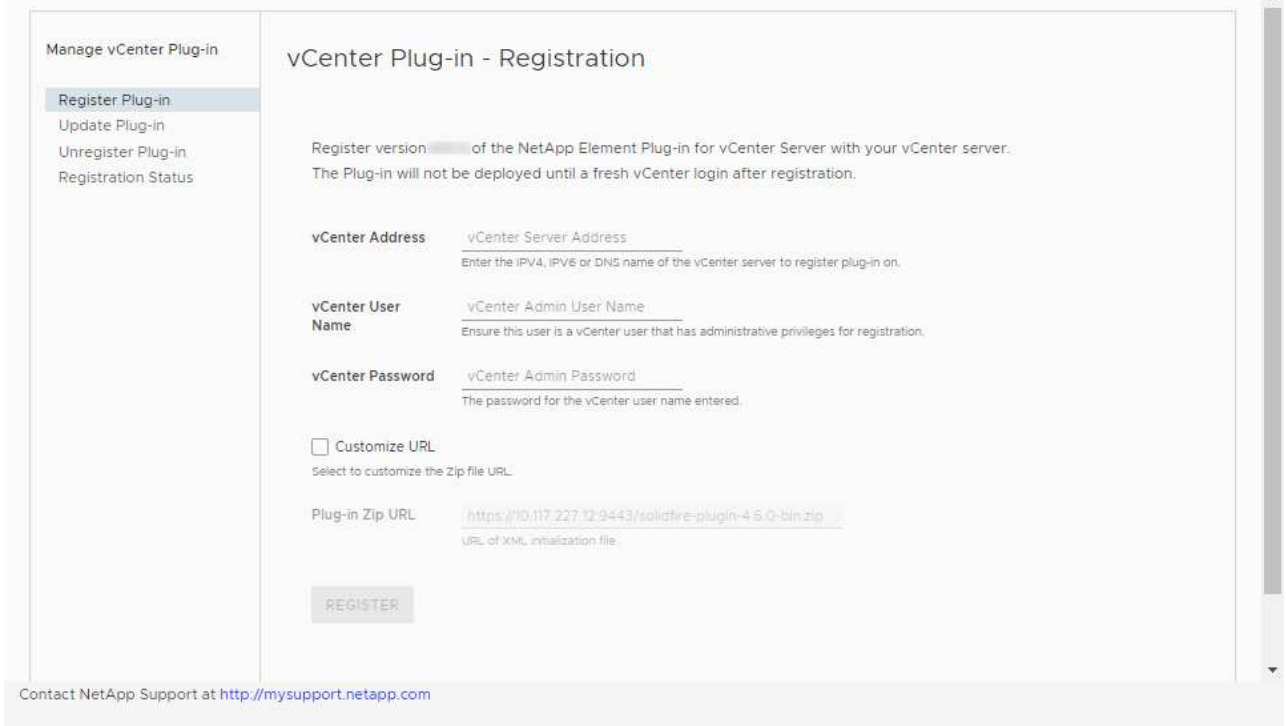 Manage vCenter Plug-in
Register Plug-in
Update Plug-in
Unregister Plug-in
Registration Status
vCenter Plug-in - Registration
Register version of the NetApp Element Plug-in for vCenter Server with your vCenter server.
The Plug-in will not be deployed until a fresh vCenter login after registration.
vCenter Address
vCenter Server Address
Enter the IPV4, IPV6 or DNS name of the vCenter server to register plug-in on.
vCenter User
Name
vCenter Admin User Name
Ensure this user is a vCenter user that has administrative privileges for registration.
vCenter Password
vCenter Admin Password
The password for the vCenter user name entered.
Customize URL
Select to customize the Zip file URL.
Plug-in Zip URL
https://10.117.227.12:9443/solidfire-plugin-4.6.0-bin.zip
URL of XML initialization file
REGISTER
Contact NetApp Support at http://mysupport.netapp.com